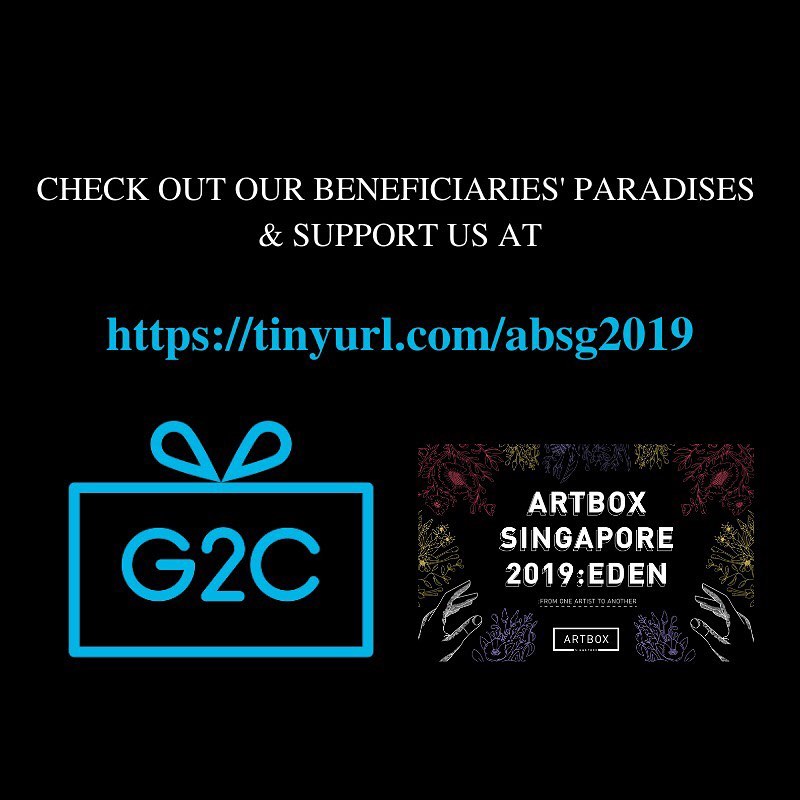 CHECK OUT OUR BENEFICIARIES' PARADISES
& SUPPORT US AT
https://tinyurl.com/absg2019
G2C
ARTBOX
SINGAPORE
2019:EDEN
FROM ONE ARTIST TO ANOTHER
ARTBOX
SINGAPORE